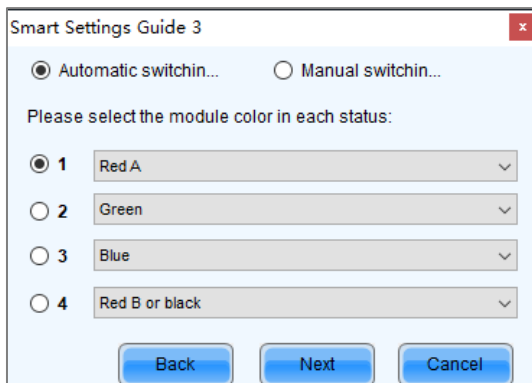 Smart Settings Guide 3
x
Automatic switchin... Manual switchin...
Please select the module color in each status:
1 Red A
2 Green
3 Blue
4 Red B or black
Back Next Cancel